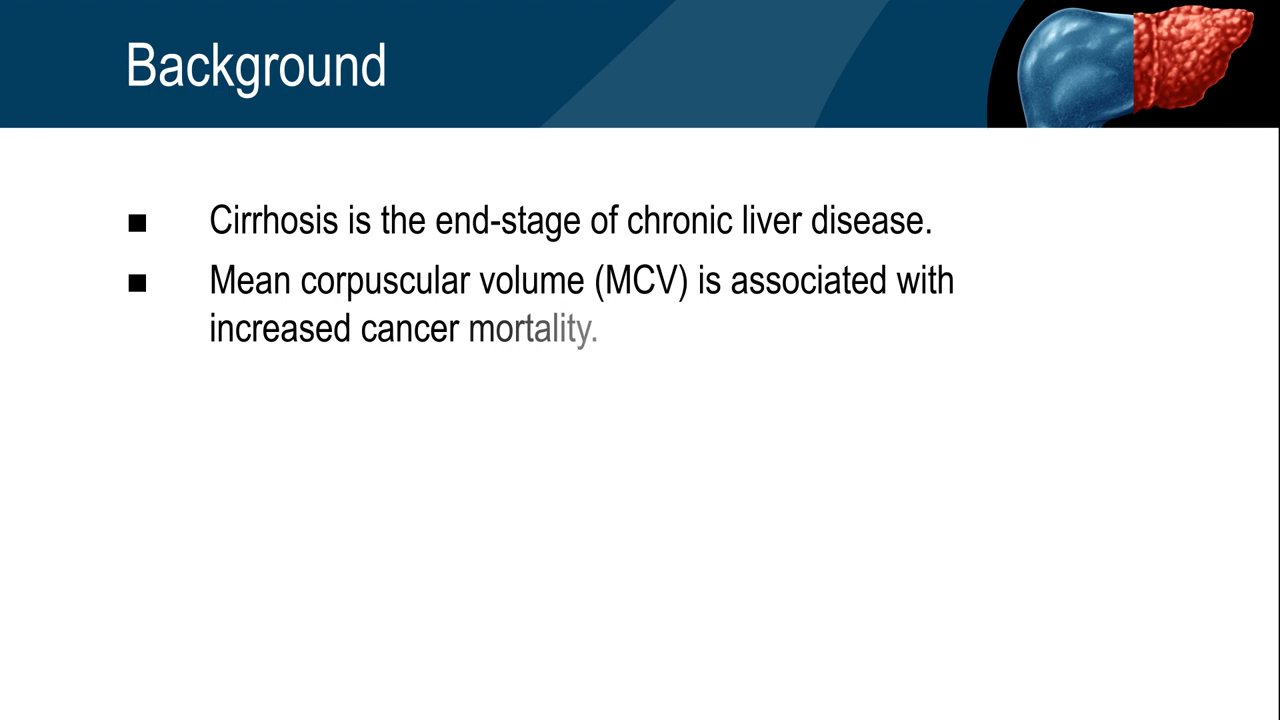 Background
■ Cirrhosis is the end-stage of chronic liver disease.
■ Mean corpuscular volume (MCV) is associated with
increased cancer mortality.